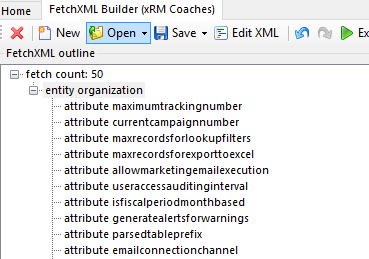 Home FetchXML Builder (xRM Coaches)
New Open Save Edit XML
FetchXML outline
fetch count: 50
entity organization
attribute maximumtrackingnumber
attribute currentcampaignnumber
attribute maxrecordsforlookupfilters
attribute maxrecordsforexporttoexcel
attribute allowmarketingemailexecution
attribute useraccessauditinginterval
attribute isfiscalperiodmonthbased
attribute generatealertsforwarnings
attribute parsedtableprefix
attribute emailconnectionchannel